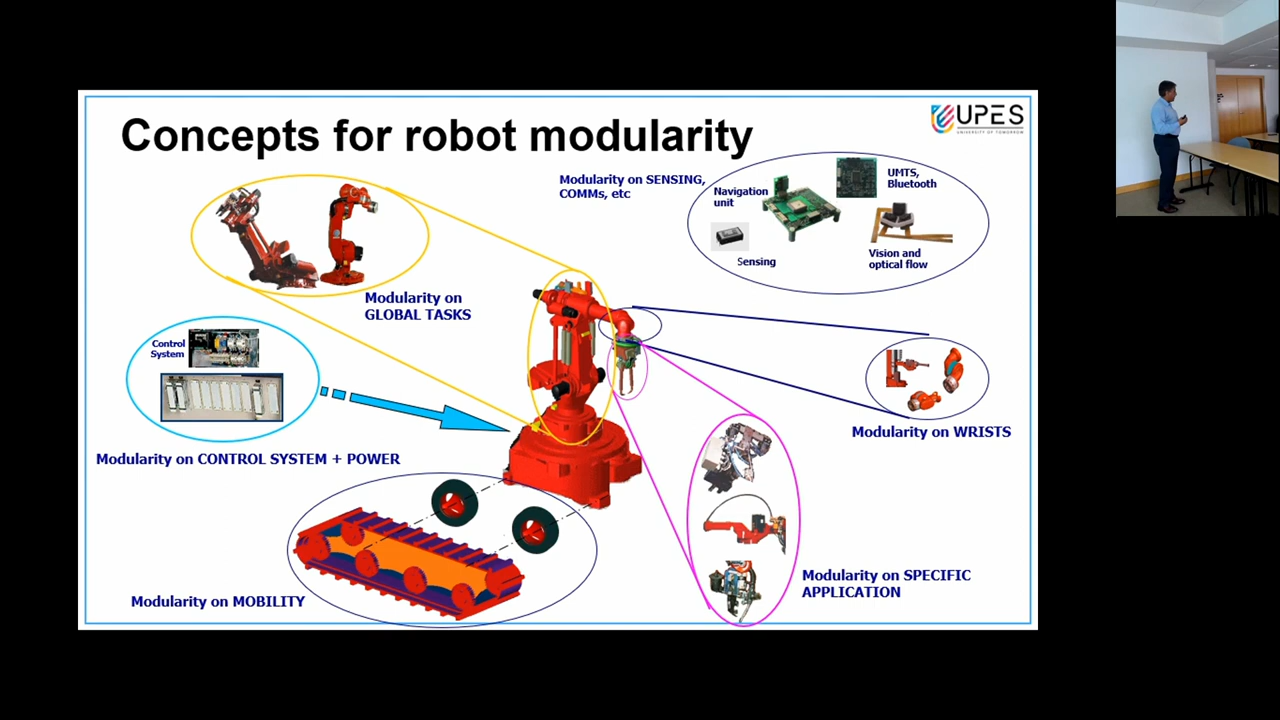 Concepts for robot modularity
UPES
UNIVERSITY OF TOMORROW
Modularity on SENSING,
COMMs, etc
Navigation
unit
UMTS,
Bluetooth
Sensing
Vision and
optical flow
Modularity on
GLOBAL TASKS
Control
System
Modularity on CONTROL SYSTEM + POWER
Modularity on WRISTS
Modularity on MOBILITY
Modularity on SPECIFIC
APPLICATION